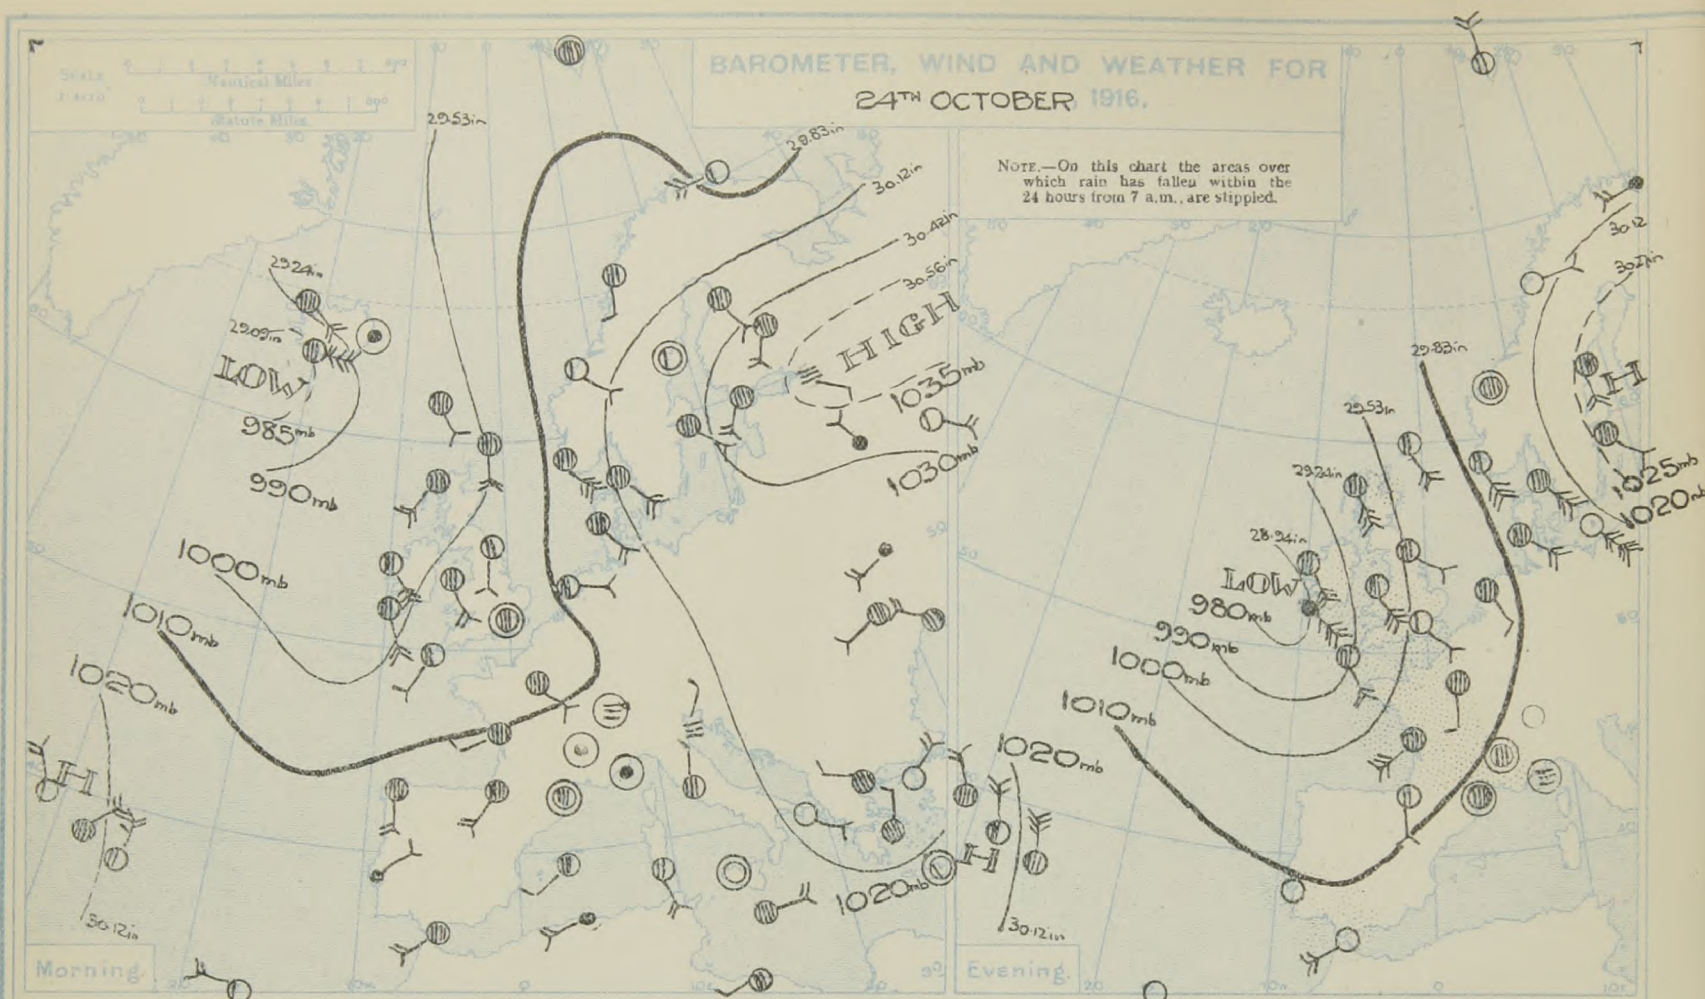 Nautical Miles
Statute Miles.
BAROMETER, WIND AND WEATHER FOR
24TH OCTOBER, 1916.
NOTE.—On this chart the areas over
which rain has fallen within the
24 hours from 7 a.m., are stippled.
29.53in
29.83in
30.12in
30.42in
30.56in
HIGH
1035mb
1030mb
29.24in
29.09in
LOW
985mb
990mb
1000mb
1010mb
1020mb
H
30.12in
1020mb
H
Morning.
30.12
H
1025mb
1020mb
29.83in
29.53in
29.24in
28.94in
LOW
980mb
990mb
1000mb
1010mb
1020mb
30.12in
Evening.